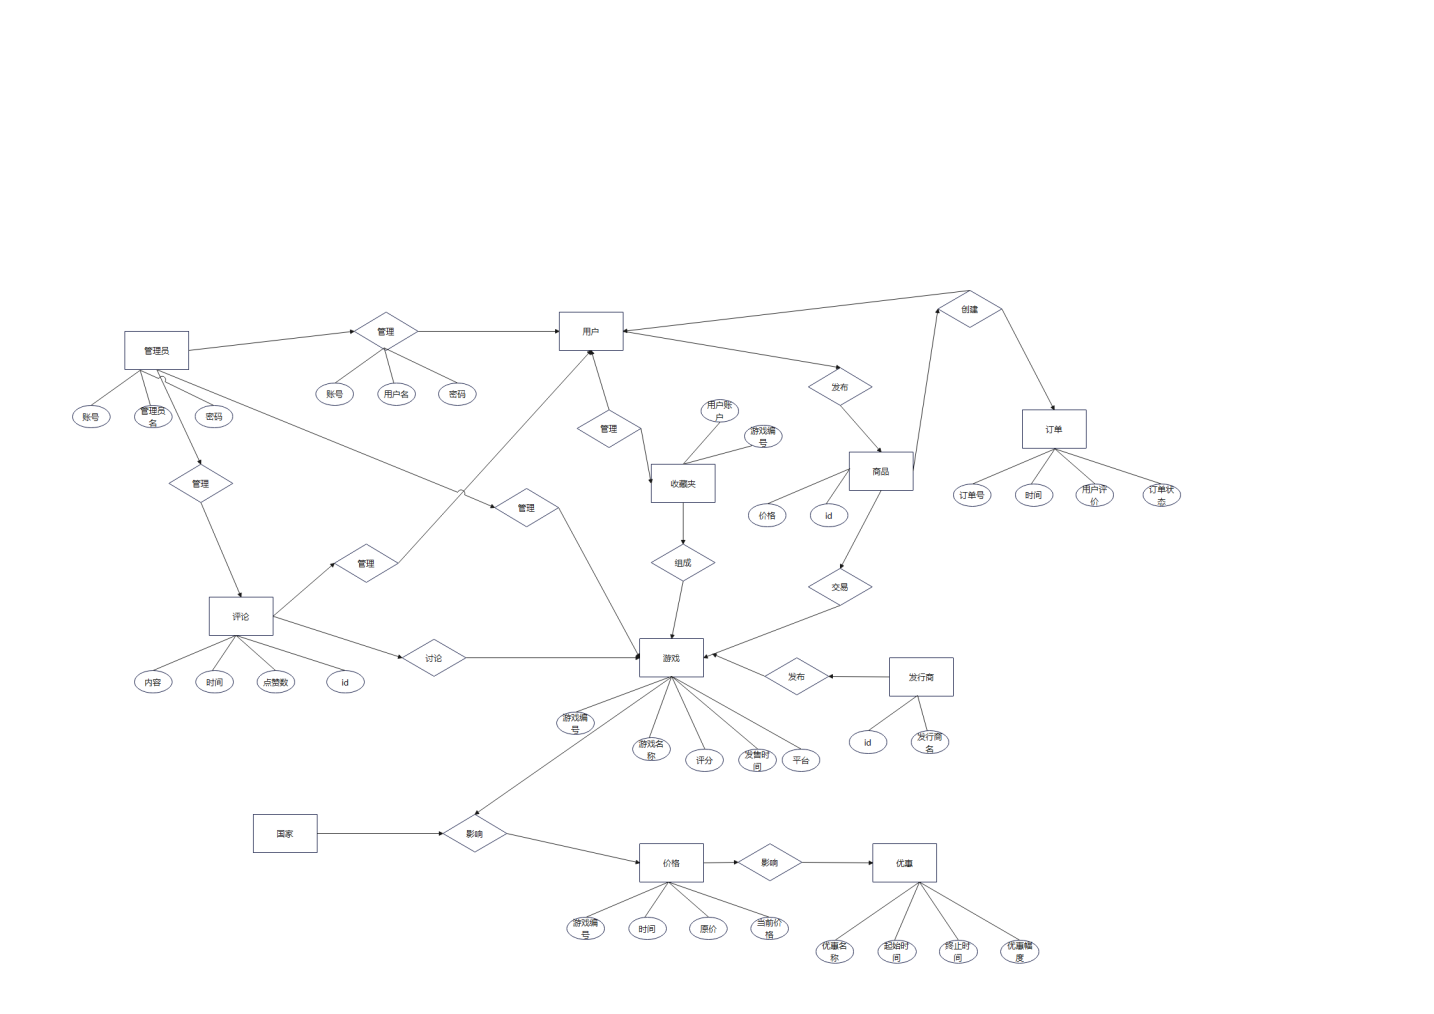 创建
用户
管理
管理员
发布
账号
用户名
密码
用户账
户
账号
管理员
名
密码
管理
游戏编
号
订单
商品
管理
收藏夹
订单号
时间
用户评
价
订单状
态
管理
价格
id
管理
组成
交易
评论
讨论
游戏
发布
发行商
内容
时间
点赞数
id
游戏编
号
游戏名
称
评分
发售时
间
平台
id
发行商
名
国家
影响
价格
影响
优惠
游戏编
号
时间
原价
当前价
格
优惠名
称
起始时
间
终止时
间
优惠幅
度